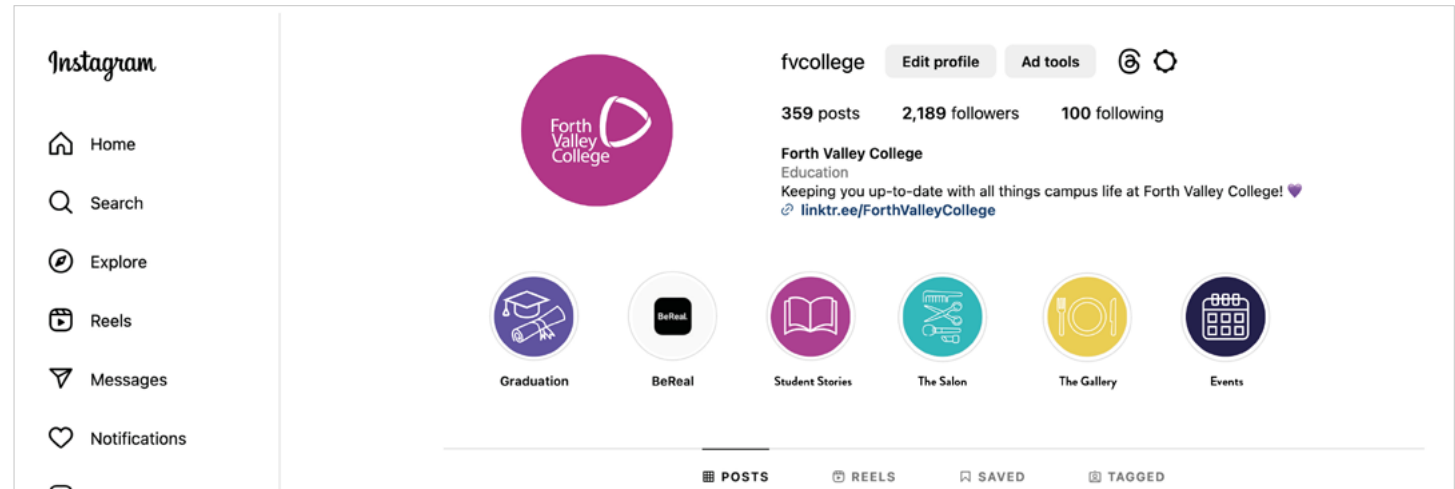 Instagram
Home
Search
Explore
Reels
Messages
Notifications
Forth
Valley
College
fvcollege Edit profile Ad tools
359 posts 2,189 followers 100 following
Forth Valley College
Education
Keeping you up-to-date with all things campus life at Forth Valley College! 💜
linktr.ee/ForthValleyCollege
BeReal.
Graduation BeReal Student Stories The Salon The Gallery Events
POSTS REELS SAVED TAGGED